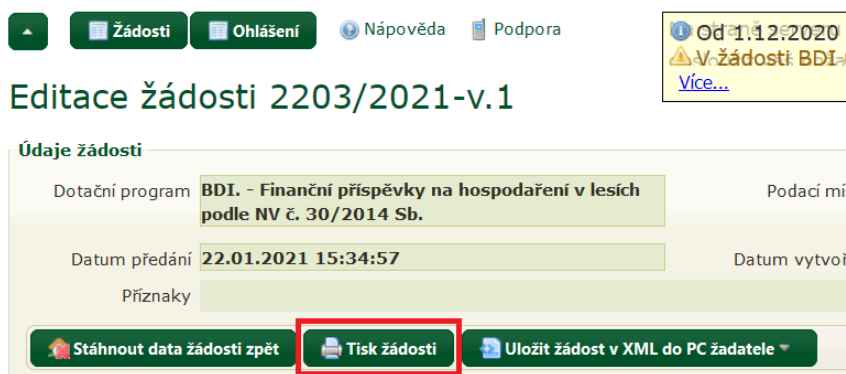 Žádosti Ohlášení Nápověda Podpora
Od 1.12.2020
V žádosti BDI.
Více...
Editace žádosti 2203/2021-v.1
Údaje žádosti
Dotační program BDI. - Finanční příspěvky na hospodaření v lesích
podle NV č. 30/2014 Sb.
Podací
Datum předání 22.01.2021 15:34:57 Datum
Příznaky
Stáhnout data žádosti zpět Tisk žádosti Uložit žádost v XML do PC žadatele